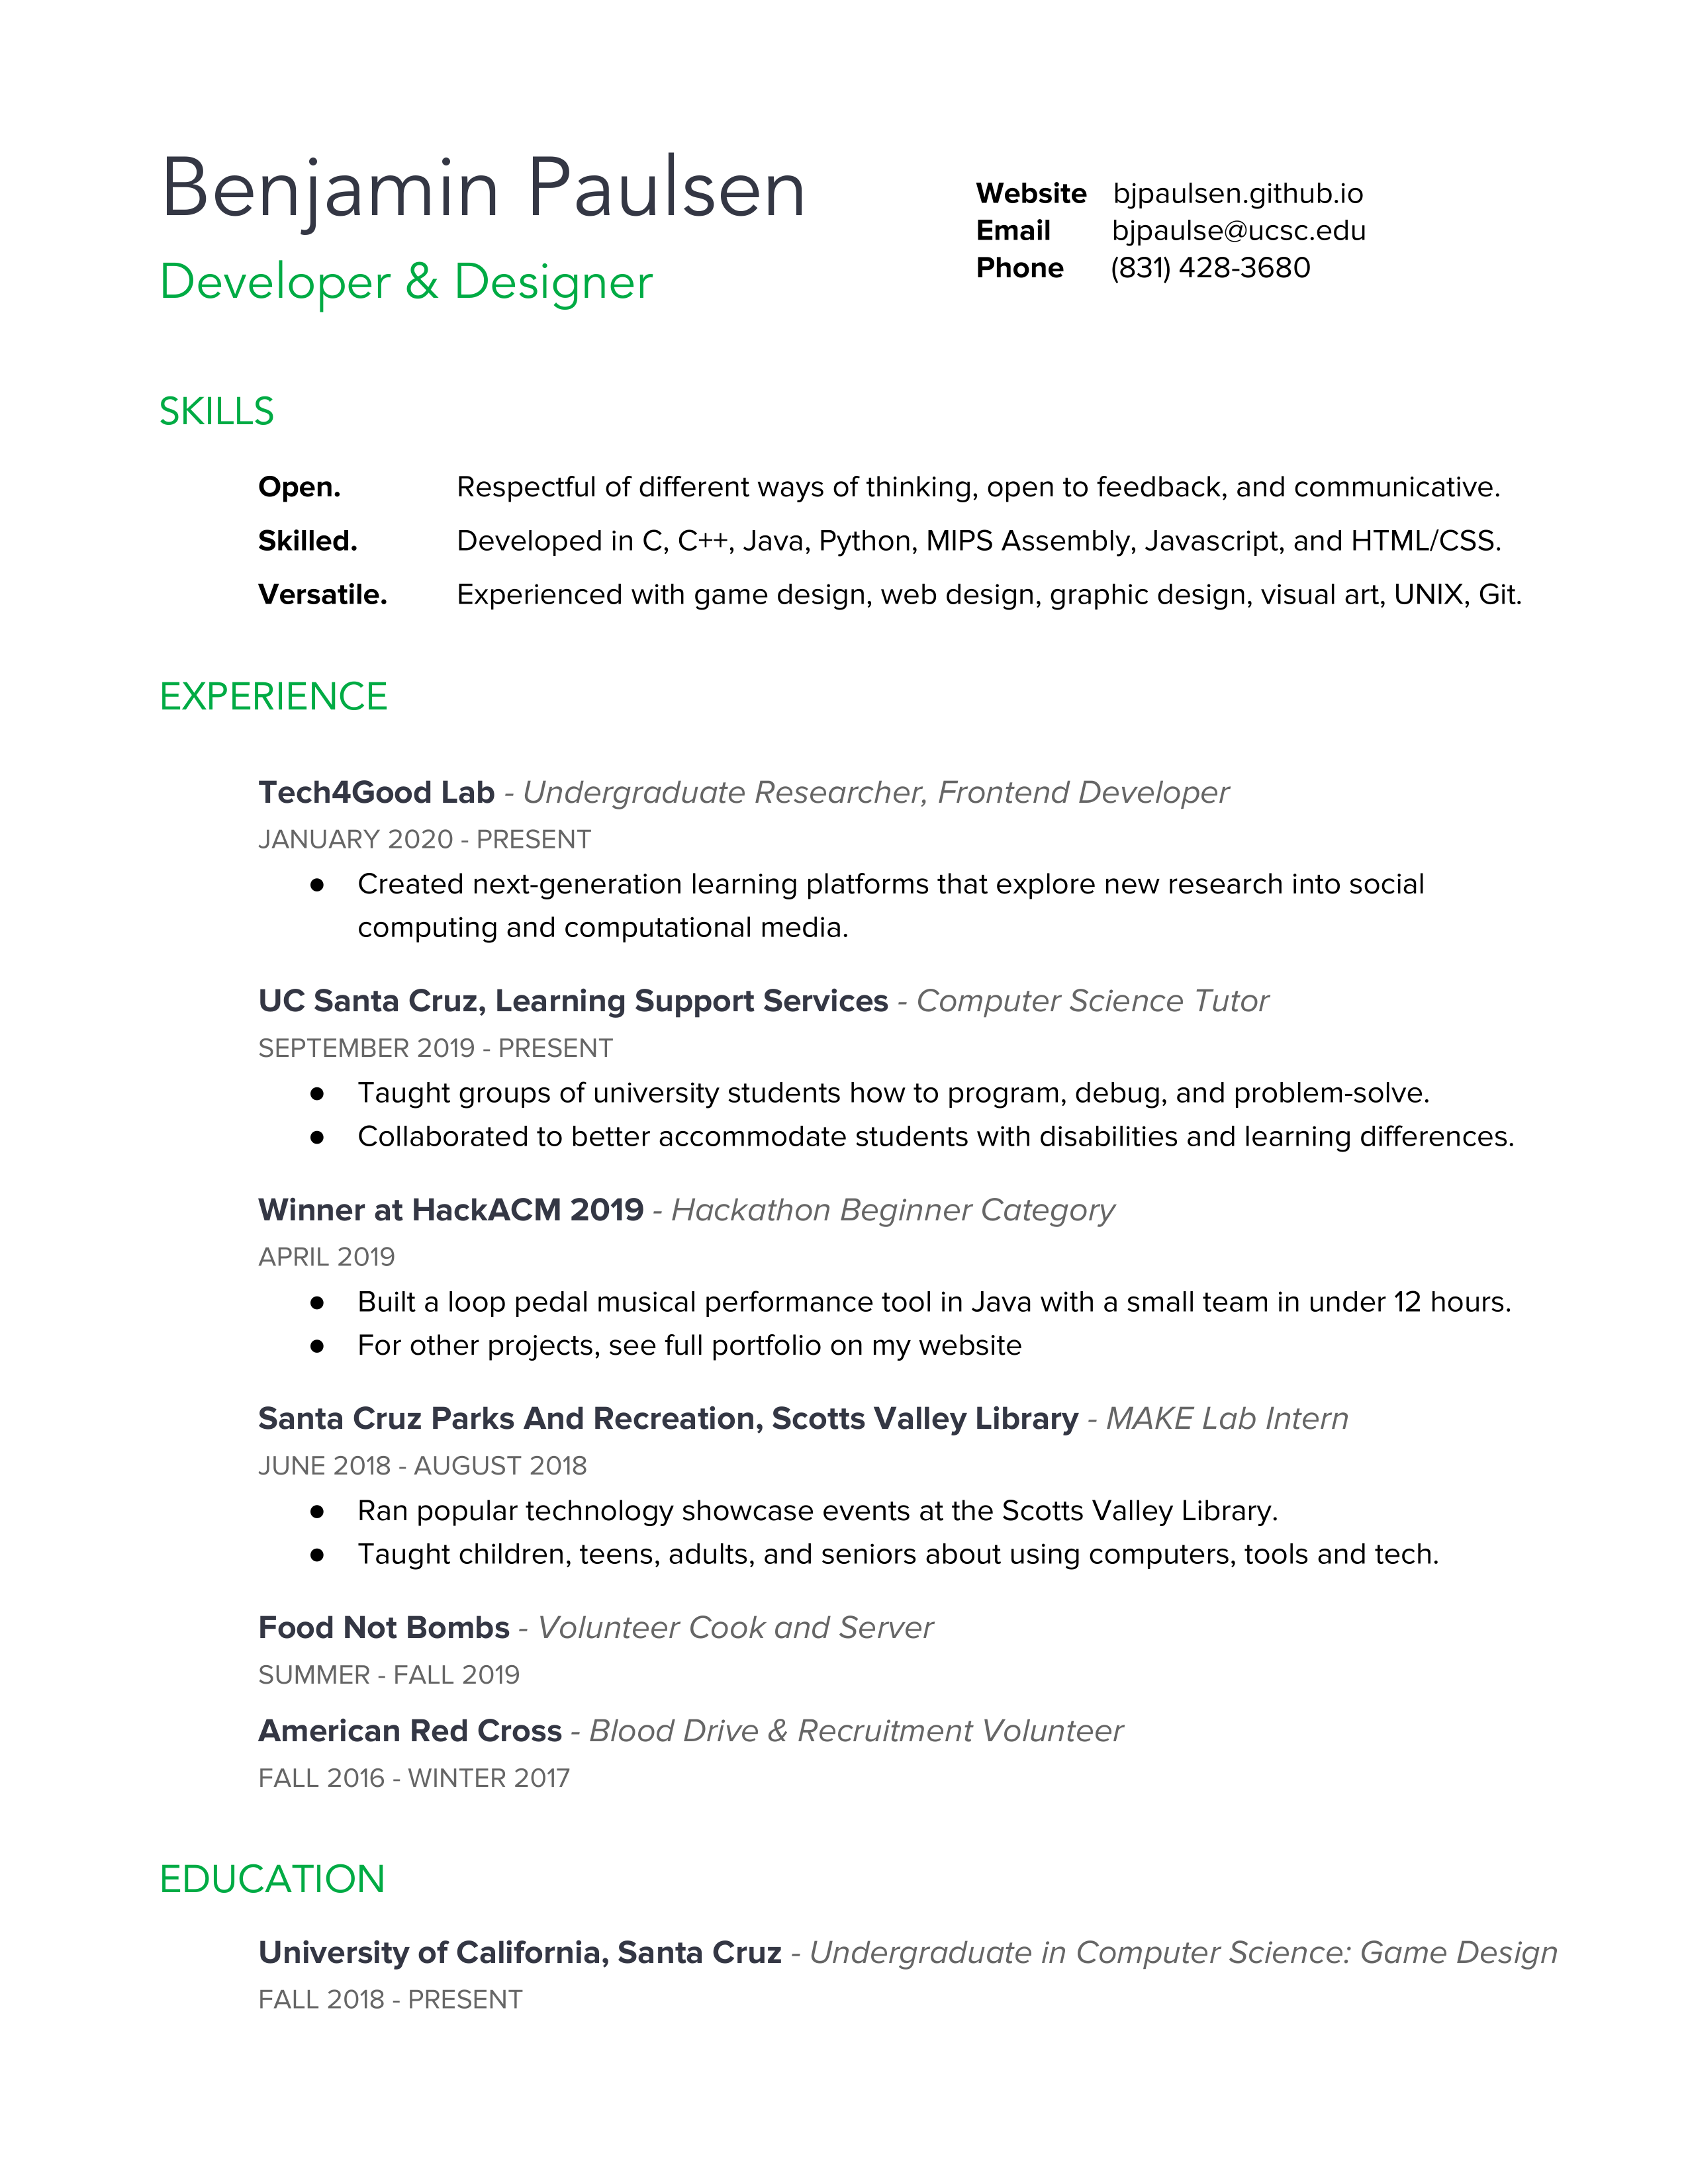 Benjamin Paulsen
Developer & Designer
Website bjpaulsen.github.io
Email bjpaulse@ucsc.edu
Phone (831) 428-3680
SKILLS
Open. Respectful of different ways of thinking, open to feedback, and communicative.
Skilled. Developed in C, C++, Java, Python, MIPS Assembly, Javascript, and HTML/CSS.
Versatile. Experienced with game design, web design, graphic design, visual art, UNIX, Git.
EXPERIENCE
Tech4Good Lab - Undergraduate Researcher, Frontend Developer
JANUARY 2020 - PRESENT
● Created next-generation learning platforms that explore new research into social
computing and computational media.
UC Santa Cruz, Learning Support Services - Computer Science Tutor
SEPTEMBER 2019 - PRESENT
● Taught groups of university students how to program, debug, and problem-solve.
● Collaborated to better accommodate students with disabilities and learning differences.
Winner at HackACM 2019 - Hackathon Beginner Category
APRIL 2019
● Built a loop pedal musical performance tool in Java with a small team in under 12 hours.
● For other projects, see full portfolio on my website
Santa Cruz Parks And Recreation, Scotts Valley Library - MAKE Lab Intern
JUNE 2018 - AUGUST 2018
● Ran popular technology showcase events at the Scotts Valley Library.
● Taught children, teens, adults, and seniors about using computers, tools and tech.
Food Not Bombs - Volunteer Cook and Server
SUMMER - FALL 2019
American Red Cross - Blood Drive & Recruitment Volunteer
FALL 2016 - WINTER 2017
EDUCATION
University of California, Santa Cruz - Undergraduate in Computer Science: Game Design
FALL 2018 - PRESENT